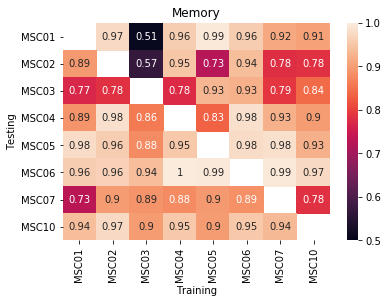 Memory
MSC01 0.97 0.51 0.96 0.99 0.96 0.92 0.91
MSC02 0.89 0.57 0.95 0.73 0.94 0.78 0.78
MSC03 0.77 0.78 0.78 0.93 0.93 0.79 0.84
MSC04 0.89 0.98 0.86 0.83 0.98 0.93 0.9
MSC05 0.98 0.96 0.88 0.95 0.98 0.98 0.93
MSC06 0.96 0.96 0.94 1 0.99 0.99 0.97
MSC07 0.73 0.9 0.89 0.88 0.9 0.89 0.78
MSC10 0.94 0.97 0.9 0.95 0.9 0.95 0.94
MSC01 MSC02 MSC03 MSC04 MSC05 MSC06 MSC07 MSC10
Training
Testing
1.0
0.9
0.8
0.7
0.6
0.5